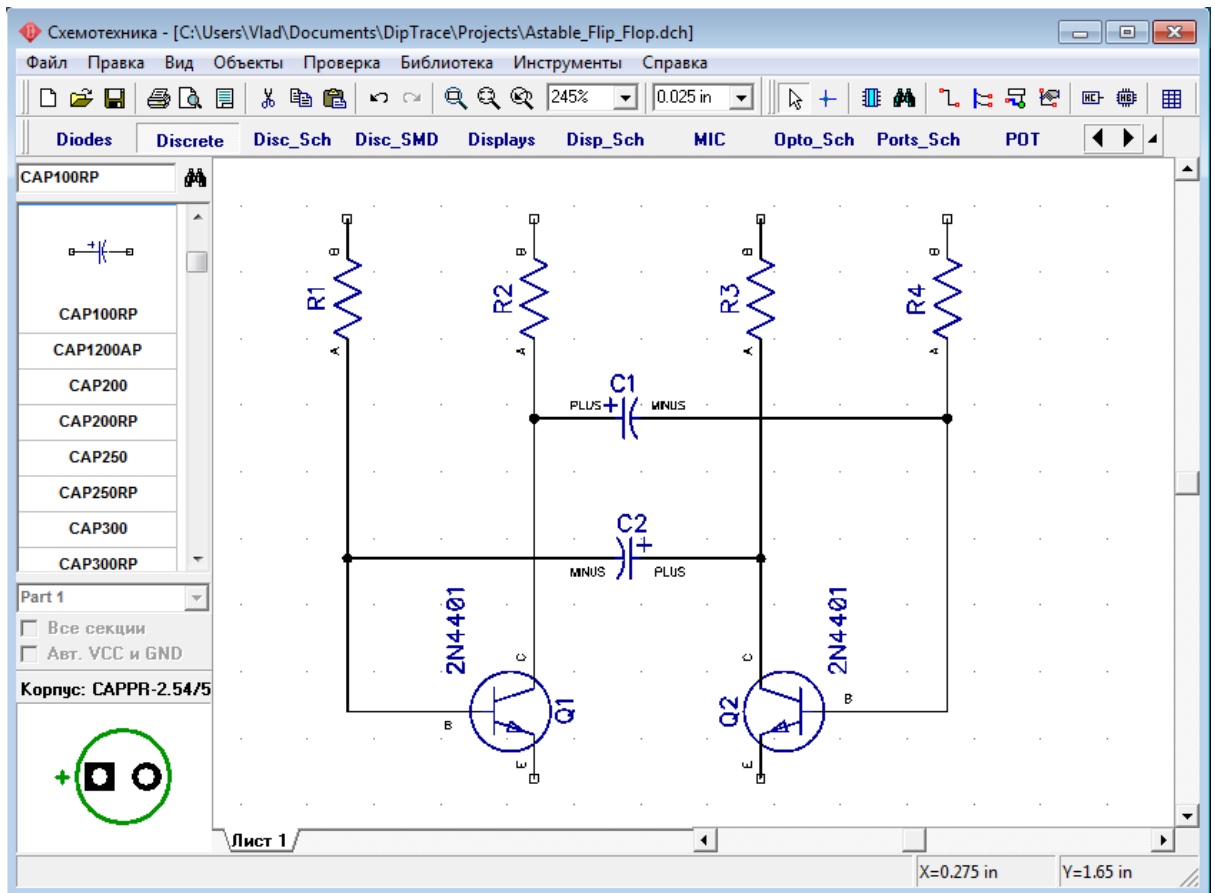 Схемотехника - [C:\Users\Vlad\Documents\DipTrace\Projects\Astable_Flip_Flop.dch]
Файл Правка Вид Объекты Проверка Библиотека Инструменты Справка
245% 0.025 in
Diodes Discrete Disc_Sch Disc_SMD Displays Disp_Sch MIC Opto_Sch Ports_Sch POT
CAP100RP
CAP100RP
CAP1200AP
CAP200
CAP200RP
CAP250
CAP250RP
CAP300
CAP300RP
Part 1
Все секции
Авт. VCC и GND
Корпус: CAPPR-2.54/5
+
B B B B
R1 R2 R3 R4
A A A A
C1
PLUS + MINUS
C2
+
MINUS PLUS
2N4401 2N4401
C C
B Q1 Q2 B
E E
Лист 1
X=0.275 in Y=1.65 in